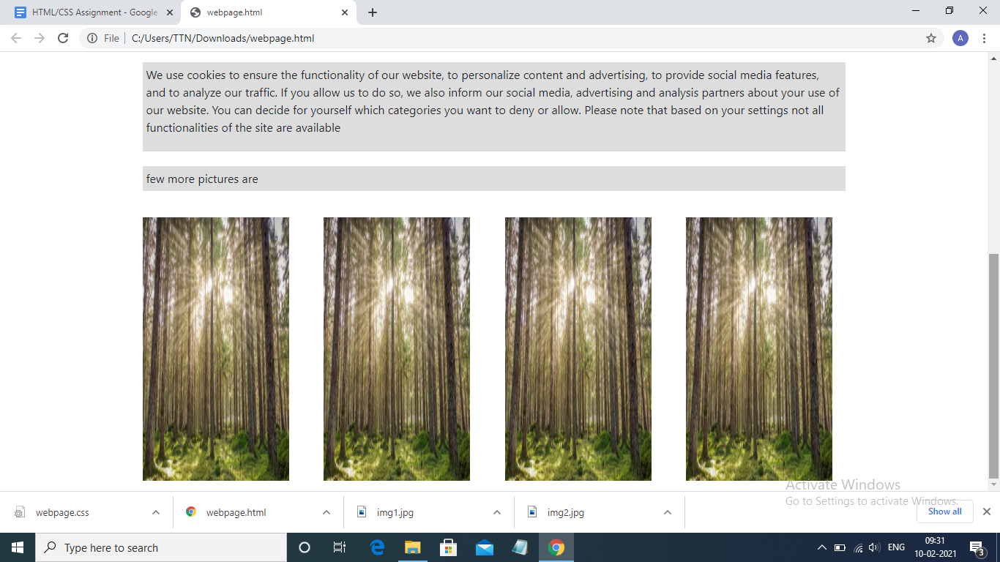 HTML/CSS Assignment - Google
webpage.html
File
C:/Users/TTN/Downloads/webpage.html
A
We use cookies to ensure the functionality of our website, to personalize content and advertising, to provide social media features,
and to analyze our traffic. If you allow us to do so, we also inform our social media, advertising and analysis partners about your use of
our website. You can decide for yourself which categories you want to deny or allow. Please note that based on your settings not all
functionalities of the site are available
few more pictures are
Activate Windows
Go to Settings to activate Windows.
webpage.css
webpage.html
img1.jpg
img2.jpg
Show all
Type here to search
ENG
09:31
10-02-2021
3